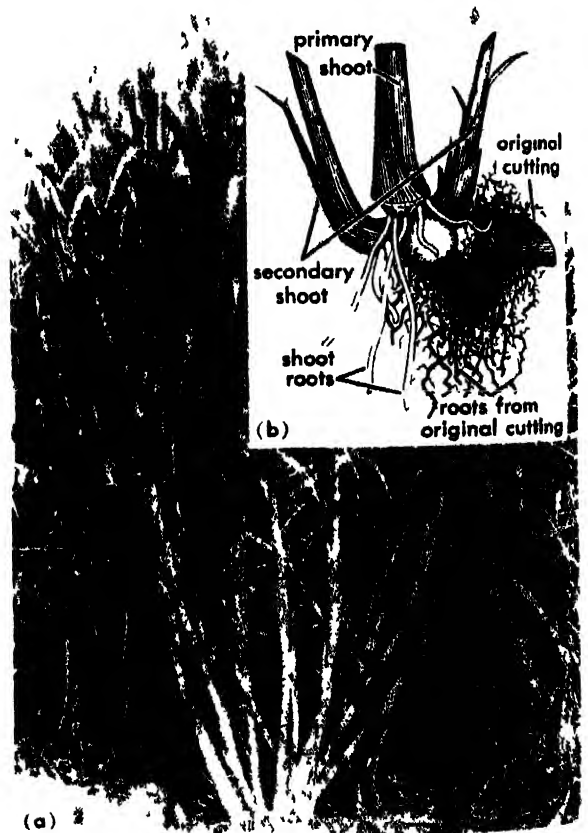 primary
shoot
original
cutting
secondary
shoot
shoot
roots
roots from
original cutting
(b)
(a)